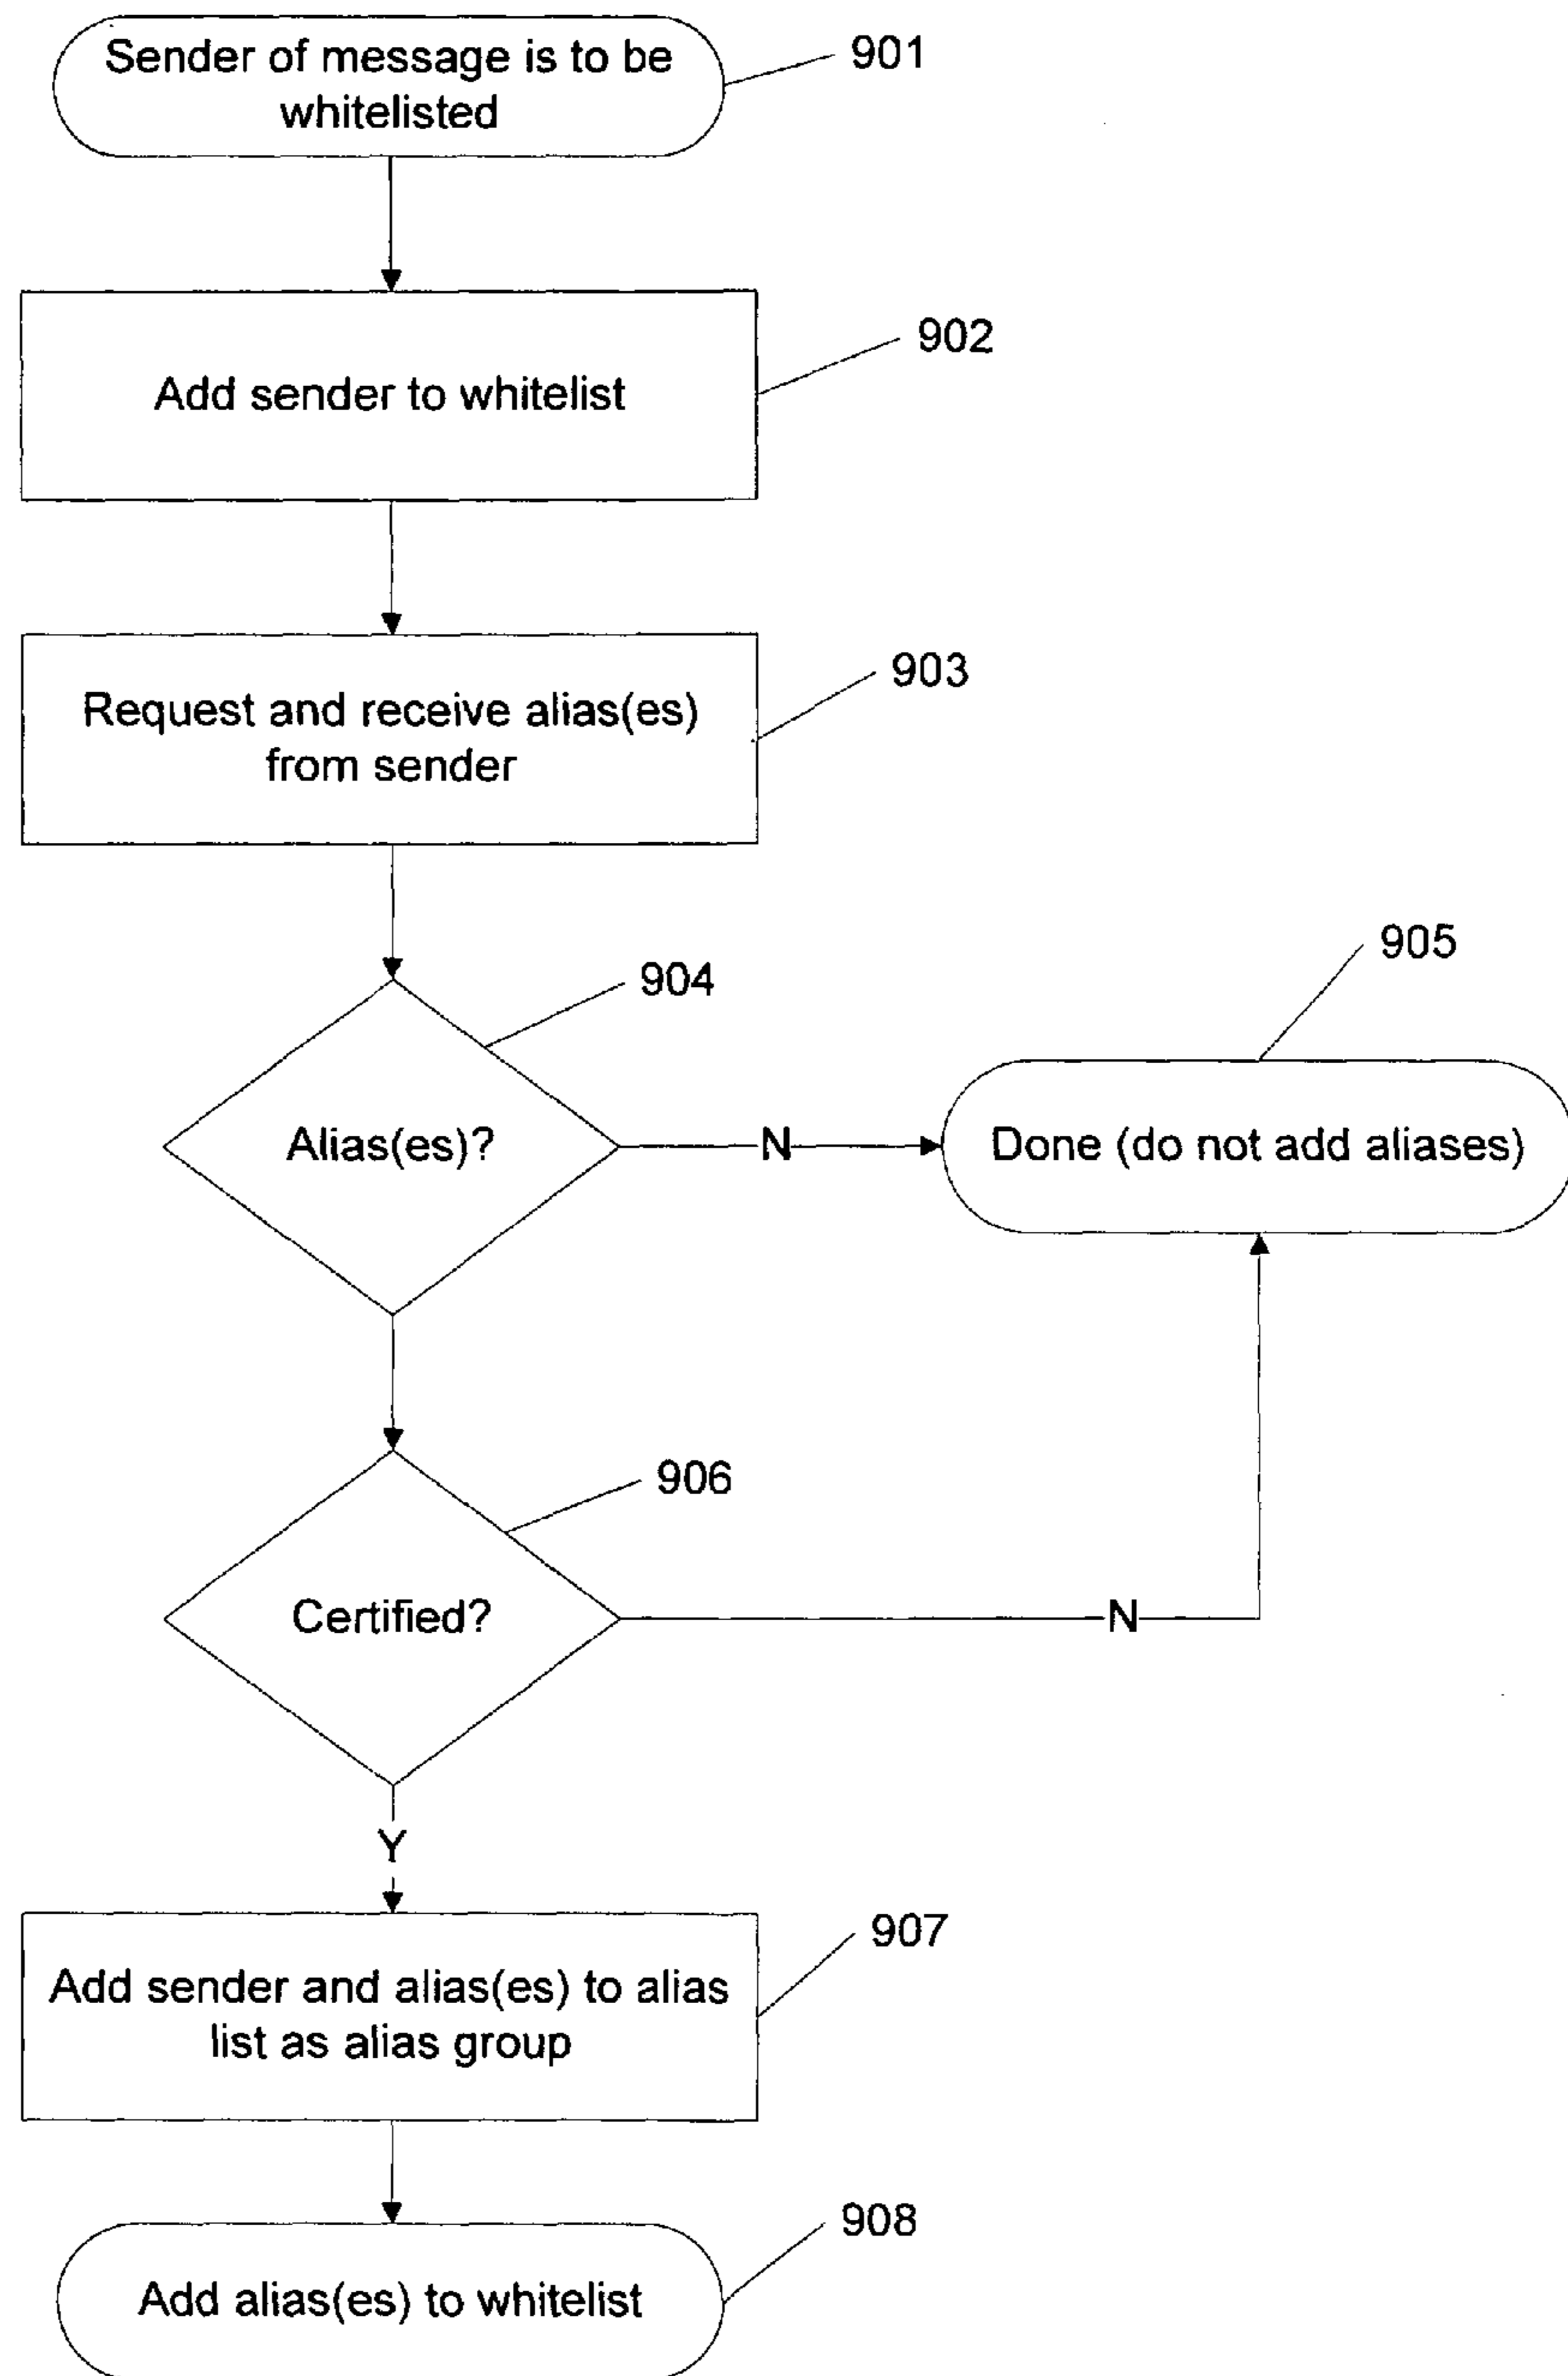 Sender of message is to be
whitelisted
901
Add sender to whitelist
902
Request and receive alias(es)
from sender
903
Alias(es)?
904
N
Done (do not add aliases)
905
Certified?
906
N
Y
Add sender and alias(es) to alias
list as alias group
907
Add alias(es) to whitelist
908